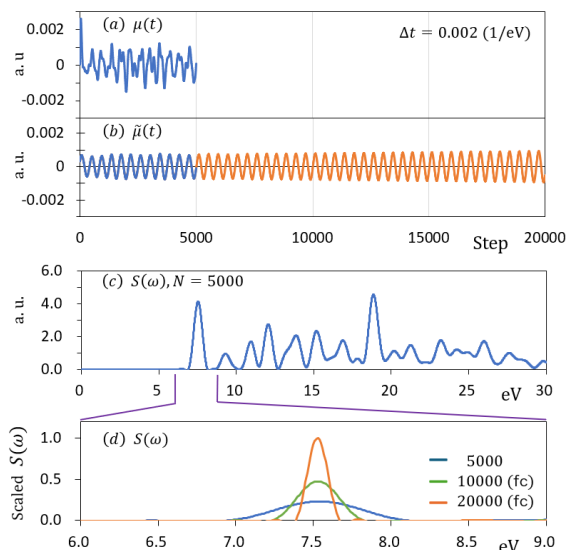 (a) μ(t)
Δt = 0.002 (1/eV)
a. u
0.002
0
-0.002
(b) μ̃(t)
a. u.
0.002
0
-0.002
0 5000 10000 15000 20000
Step
(c) S(ω), N = 5000
a. u.
6.0
4.0
2.0
0.0
0 5 10 15 20 25 30
eV
(d) S(ω)
Scaled S(ω)
1.0
0.5
0.0
5000
10000 (fc)
20000 (fc)
6.0 6.5 7.0 7.5 8.0 8.5 9.0
eV